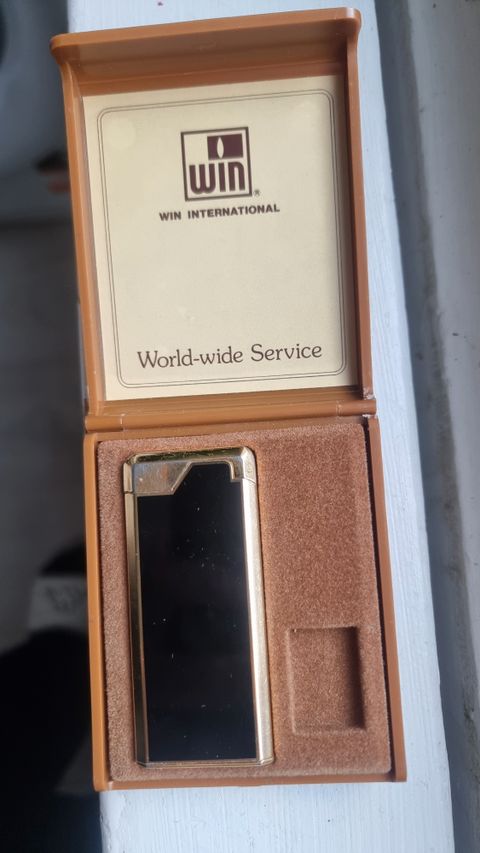 win
®
WIN INTERNATIONAL
World-wide Service